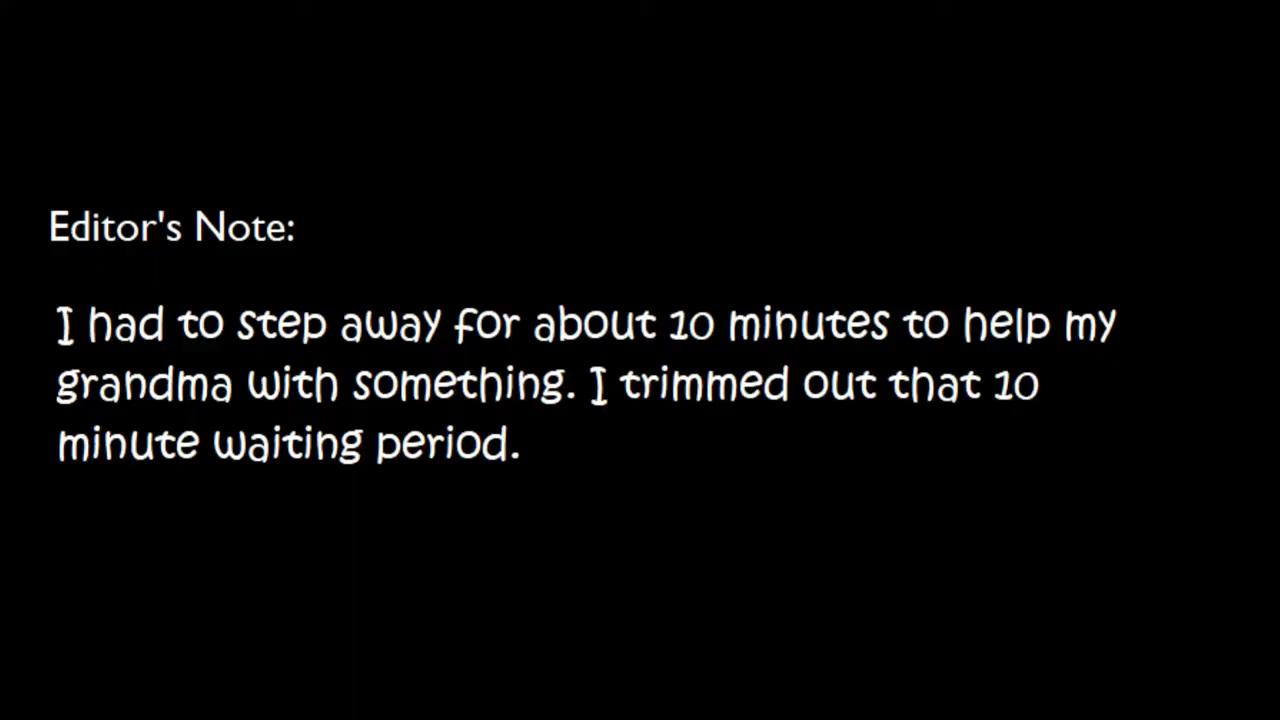 Editor's Note:
I had to step away for about 10 minutes to help my
grandma with something. I trimmed out that 10
minute waiting period.